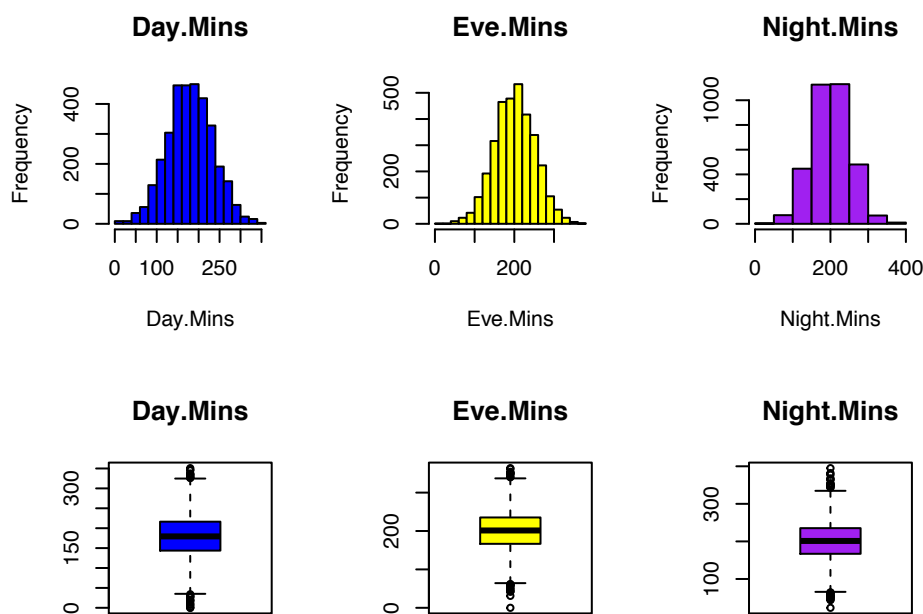 Day.Mins Eve.Mins Night.Mins
Frequency
0 200 400
0 100 250
Day.Mins
Frequency
0 200 500
0 200
Eve.Mins
Frequency
0 400 1000
0 200 400
Night.Mins
Day.Mins Eve.Mins Night.Mins
0 150 300
0 200
100 300